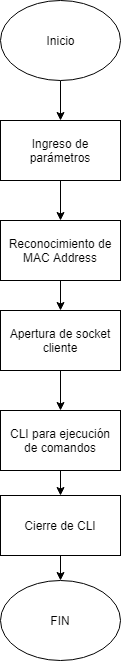 Inicio
Ingreso de
parámetros
Reconocimiento de
MAC Address
Apertura de socket
cliente
CLI para ejecución
de comandos
Cierre de CLI
FIN